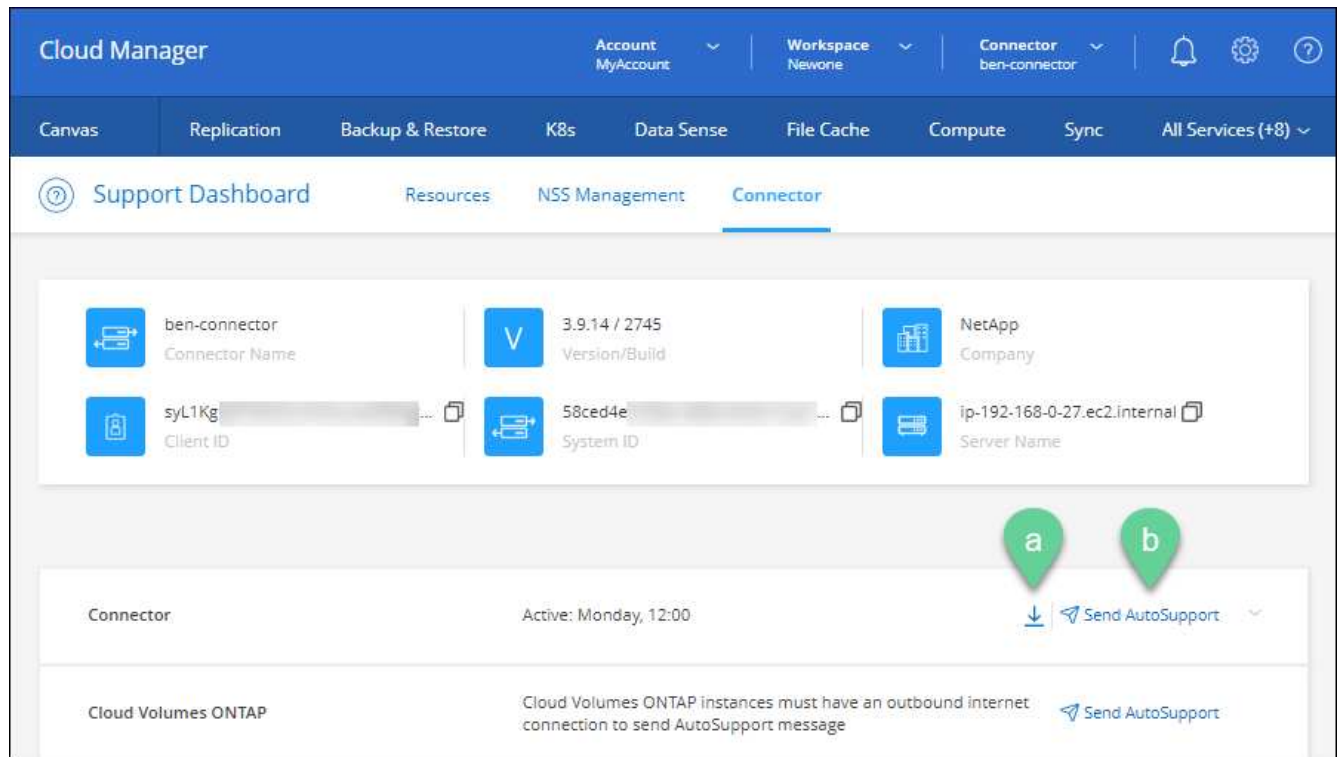 Cloud Manager
Account
MyAccount
Workspace
Newone
Connector
ben-connector
Canvas Replication Backup & Restore K8s Data Sense File Cache Compute Sync All Services (+8)
Support Dashboard Resources NSS Management Connector
ben-connector
Connector Name
V
3.9.14 / 2745
Version/Build
NetApp
Company
syL1Kg ...
Client ID
58ced4e ...
System ID
ip-192-168-0-27.ec2.internal
Server Name
a b
Connector Active: Monday, 12:00 Send AutoSupport
Cloud Volumes ONTAP
Cloud Volumes ONTAP instances must have an outbound internet
connection to send AutoSupport message
Send AutoSupport